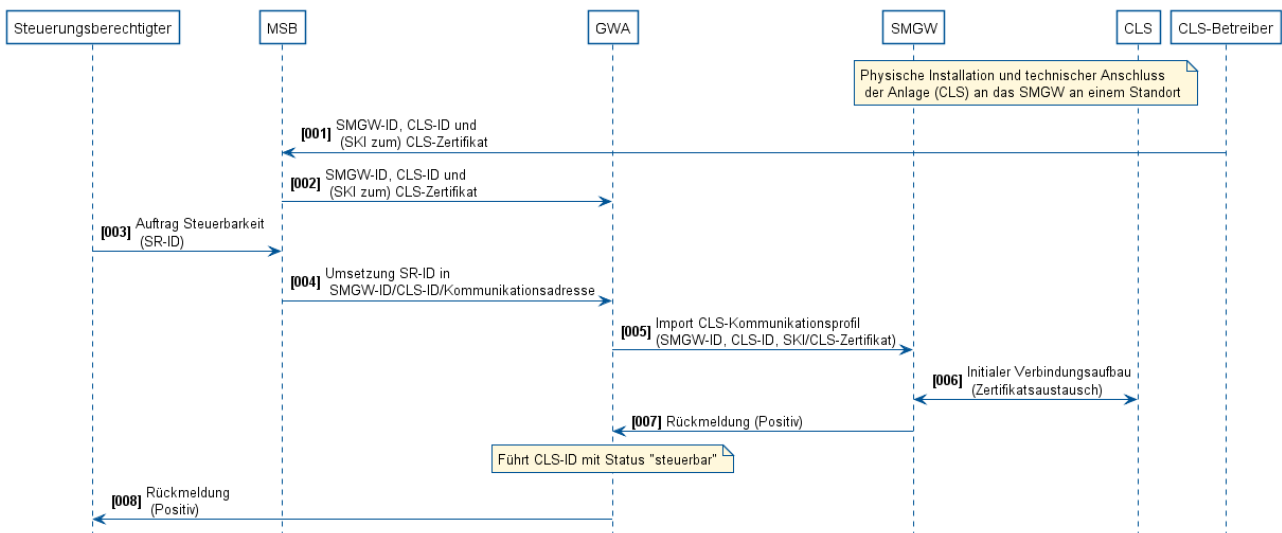 Steuerungsberechtigter
MSB
GWA
SMGW
CLS
CLS-Betreiber
Physische Installation und technischer Anschluss
der Anlage (CLS) an das SMGW an einem Standort
[001] SMGW-ID, CLS-ID und
(SKI zum) CLS-Zertifikat
[002] SMGW-ID, CLS-ID und
(SKI zum) CLS-Zertifikat
[003] Auftrag Steuerbarkeit
(SR-ID)
[004] Umsetzung SR-ID in
SMGW-ID/CLS-ID/Kommunikationsadresse
[005] Import CLS-Kommunikationsprofil
(SMGW-ID, CLS-ID, SKI/CLS-Zertifikat)
[006] Initialer Verbindungsaufbau
(Zertifikatsaustausch)
[007] Rückmeldung (Positiv)
Führt CLS-ID mit Status "steuerbar"
[008] Rückmeldung
(Positiv)